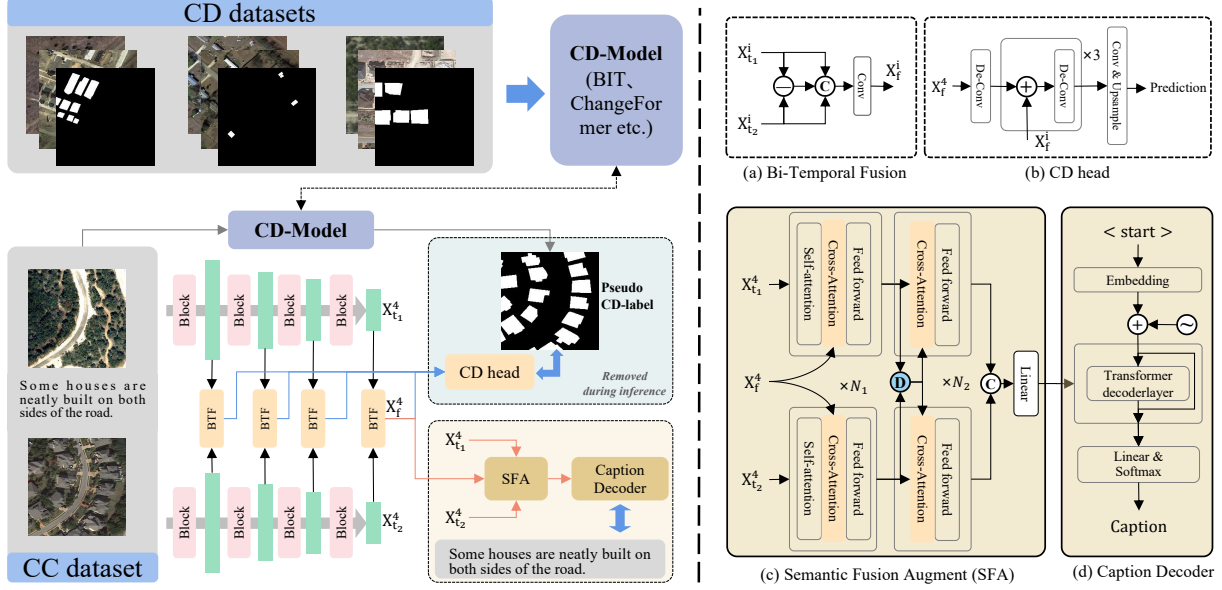 CD datasets
CD-Model
(BIT、
ChangeFor
mer etc.)
CD-Model
Some houses are
neatly built on both
sides of the road.
CC dataset
Block
Block
Block
Block
X⁴t₁
BTF
BTF
BTF
BTF
X⁴f
Block
Block
Block
Block
X⁴t₂
Pseudo
CD-label
CD head
Removed
during inference
X⁴t₁
SFA
Caption
Decoder
X⁴t₂
Some houses are neatly built on
both sides of the road.
Xⁱt₁
Xⁱt₂
−
C
Conv
Xⁱf
(a) Bi-Temporal Fusion
X⁴f
De-Conv
+
De-Conv
×3
Xⁱf
Conv & Upsample
Prediction
(b) CD head
X⁴t₁
Self-attention
Cross-Attention
Feed forward
Cross-Attention
Feed forward
X⁴f
×N₁
D
×N₂
C
Linear
X⁴t₂
Self-attention
Cross-Attention
Feed forward
Cross-Attention
Feed forward
(c) Semantic Fusion Augment (SFA)
< start >
Embedding
+
~
Transformer
decoderlayer
Linear &
Softmax
Caption
(d) Caption Decoder